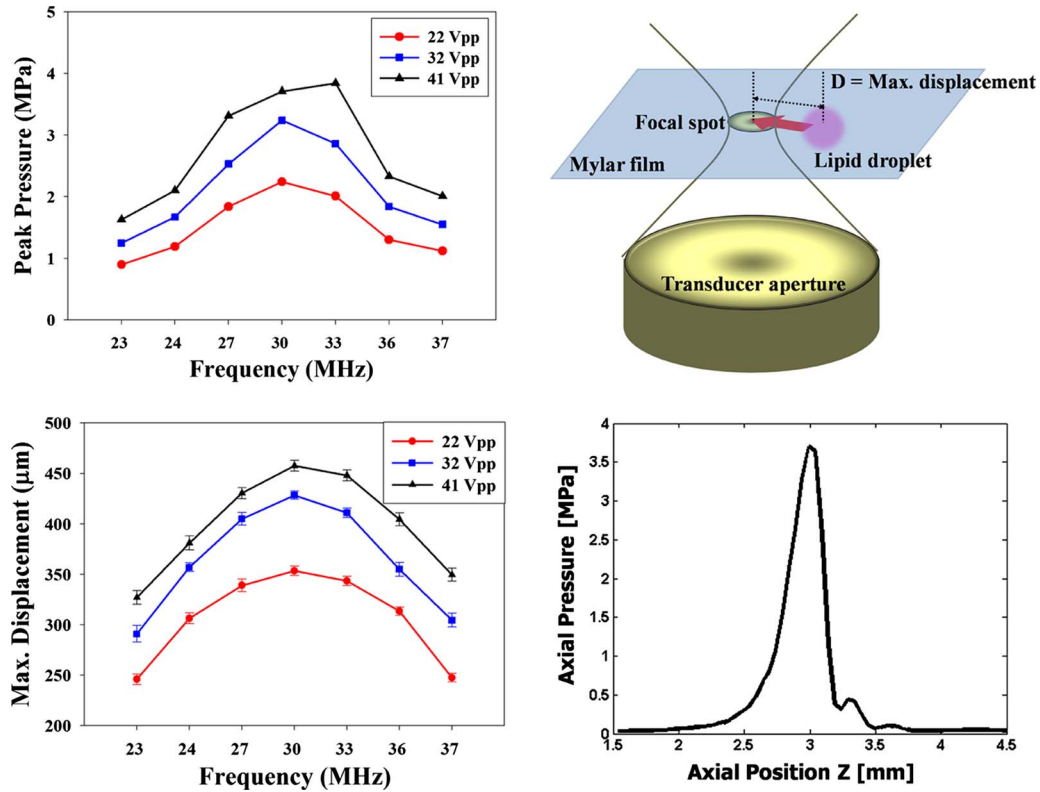 5
4
3
2
1
0
Peak Pressure (MPa)
22 Vpp
32 Vpp
41 Vpp
23 24 27 30 33 36 37
Frequency (MHz)
D = Max. displacement
Focal spot
Mylar film
Lipid droplet
Transducer aperture
500
450
400
350
300
250
200
Max. Displacement (μm)
22 Vpp
32 Vpp
41 Vpp
23 24 27 30 33 36 37
Frequency (MHz)
4
3.5
3
2.5
2
1.5
1
0.5
0
Axial Pressure [MPa]
1.5 2 2.5 3 3.5 4 4.5
Axial Position Z [mm]